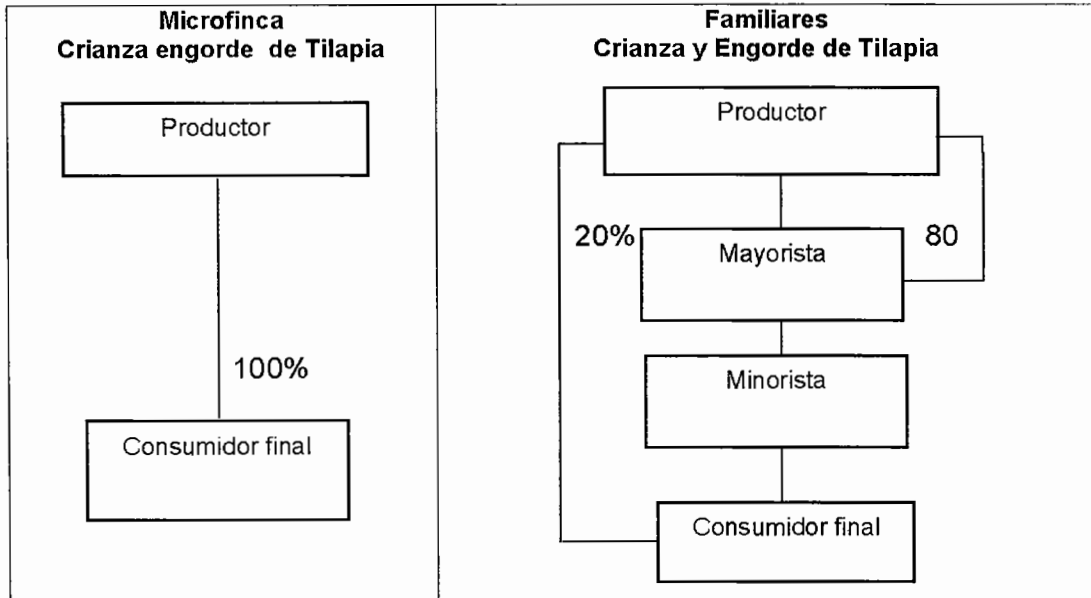 Microfinca
Crianza engorde de Tilapia
Productor
100%
Consumidor final
Familiares
Crianza y Engorde de Tilapia
Productor
20%
80
Mayorista
Minorista
Consumidor final